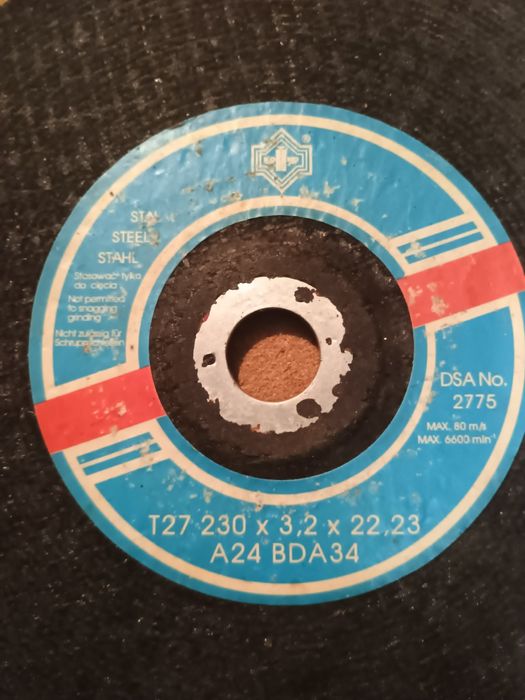 ®
STAL
STEEL
STAHL
Stosować tylko
do cięcia
Not permitted
to snagging
grinding
Nicht zulässig für
Schruppschleifen
DSA No.
2775
MAX. 80 m/s
MAX. 6600 min⁻¹
T27 230 x 3,2 x 22,23
A24 BDA34